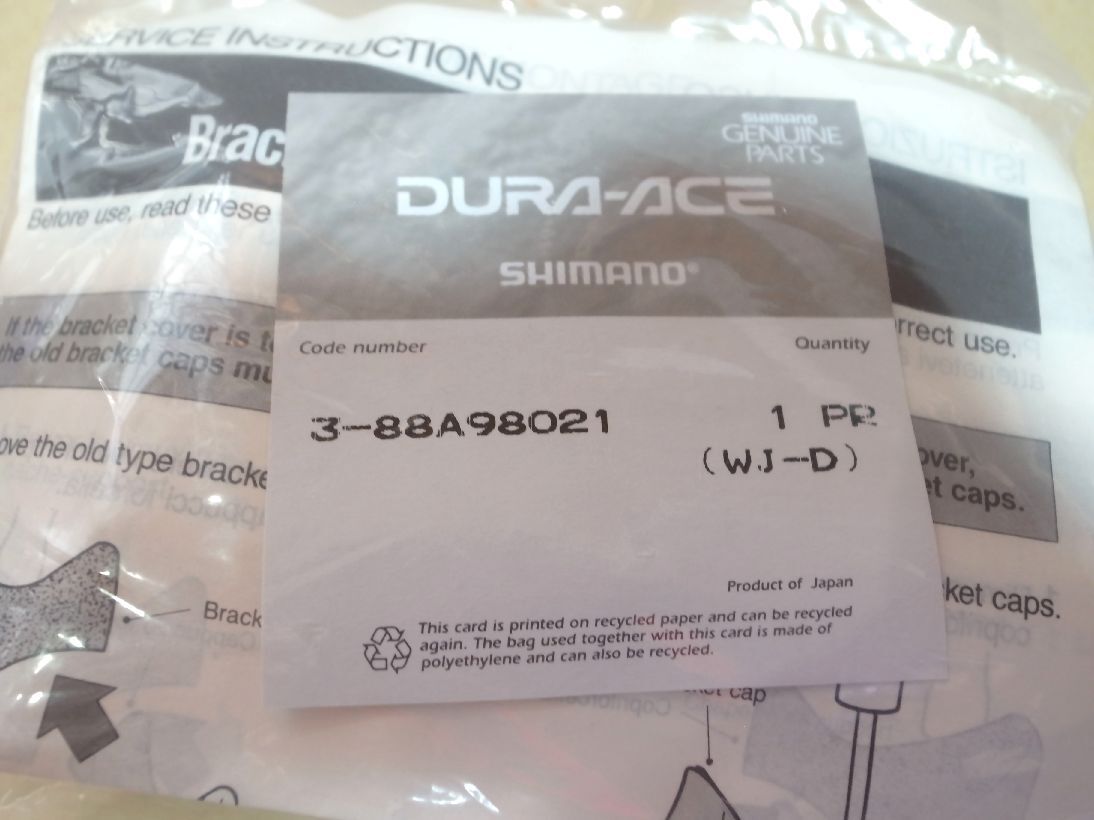 SERVICE INSTRUCTIONS
Brac
Before use, read these
If the bracket cover is t
the old bracket caps mu
ove the old type bracke
Brack
SHIMANO
GENUINE
PARTS
DURA-ACE
SHIMANO®
Code number
Quantity
3-88A98021
1 PR
(WJ-D)
Product of Japan
This card is printed on recycled paper and can be recycled
again. The bag used together with this card is made of
polyethylene and can also be recycled.
rrect use.
over,
et caps.
ket caps.
ket cap